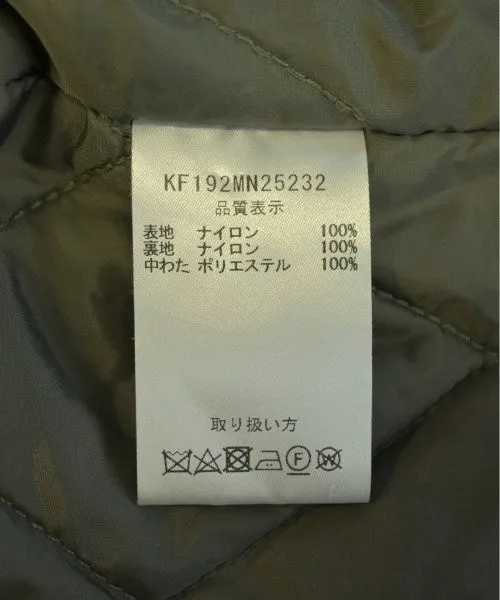 KF192MN25232
品質表示
表地 ナイロン 100%
裏地 ナイロン 100%
中わた ポリエステル 100%
取り扱い方
F W